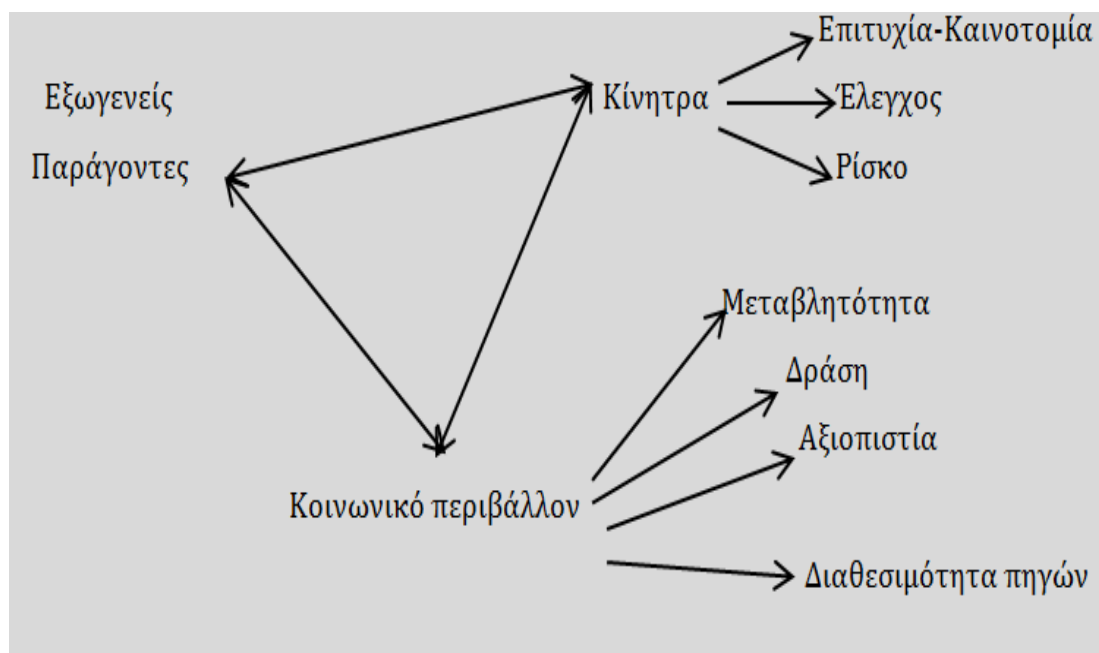 Επιτυχία-Καινοτομία
Εξωγενείς
Παράγοντες
Κίνητρα
Έλεγχος
Ρίσκο
Μεταβλητότητα
Δράση
Αξιοπιστία
Κοινωνικό περιβάλλον
Διαθεσιμότητα πηγών